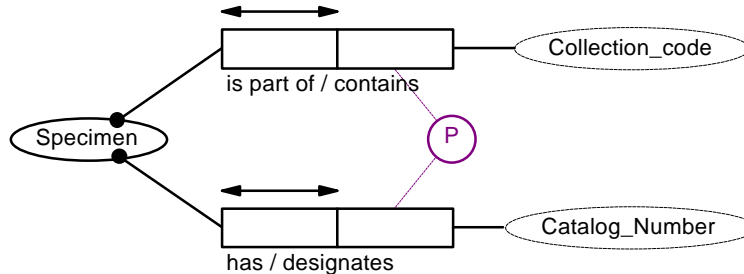 Collection_code
is part of / contains
Specimen
P
Catalog_Number
has / designates